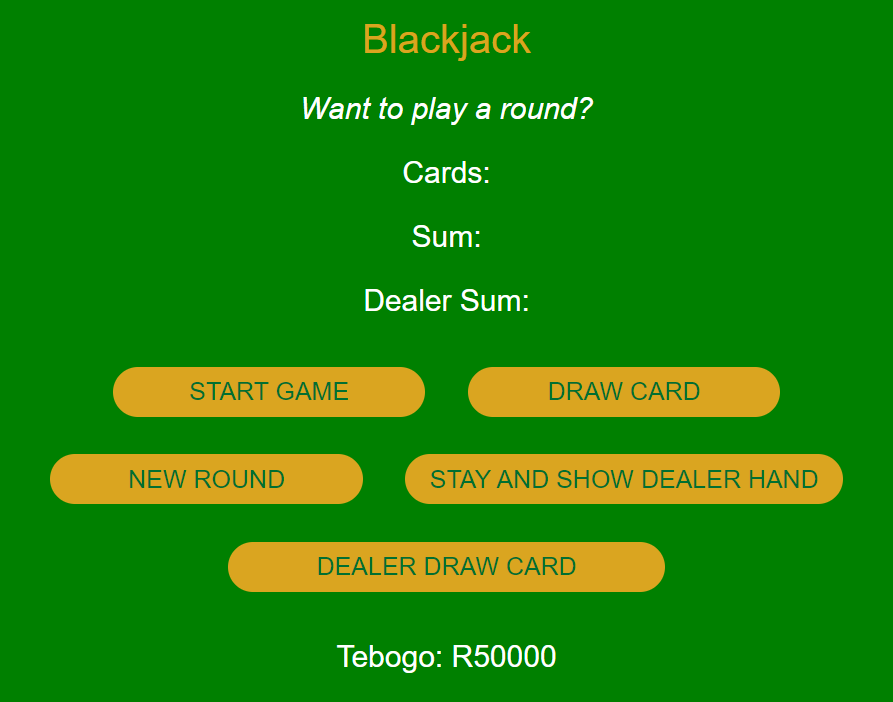 Blackjack
Want to play a round?
Cards:
Sum:
Dealer Sum:
START GAME
DRAW CARD
NEW ROUND
STAY AND SHOW DEALER HAND
DEALER DRAW CARD
Tebogo: R50000